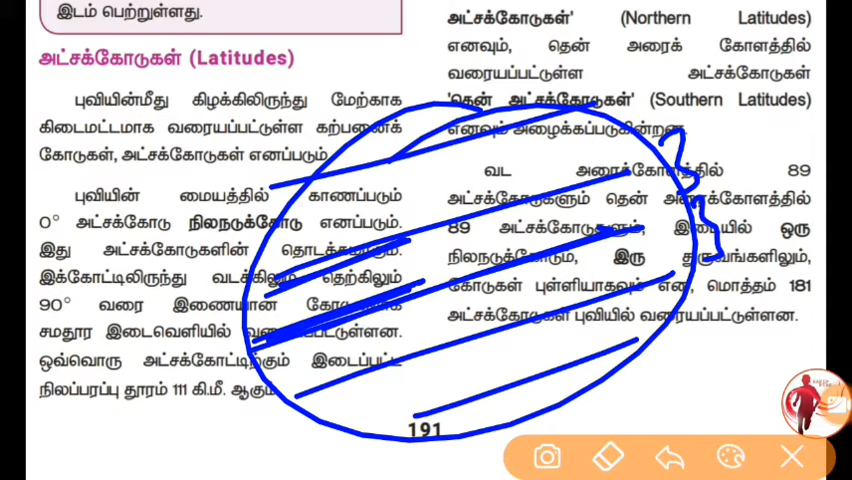 இடம் பெற்றுள்ளது.
அட்சக்கோடுகள் (Latitudes)
புவியின்மீது கிழக்கிலிருந்து மேற்காக
கிடைமட்டமாக வரையப்பட்டுள்ள கற்பனைக்
கோடுகள், அட்சக்கோடுகள் எனப்படும்.
புவியின் மையத்தில் காணப்படும்
0° அட்சக்கோடு நிலநடுக்கோடு எனப்படும்.
இது அட்சக்கோடுகளின் தொடக்கமாகும்.
இக்கோட்டிலிருந்து வடக்கிலும் தெற்கிலும்
90° வரை இணையான கோடுகளாக
சமதூர இடைவெளியில் வரையப்பட்டுள்ளன.
ஒவ்வொரு அட்சக்கோட்டிற்கும் இடைப்பட்ட
நிலப்பரப்பு தூரம் 111 கி.மீ. ஆகும்.
அட்சக்கோடுகள்' (Northern Latitudes)
எனவும், தென் அரைக் கோளத்தில்
வரையப்பட்டுள்ள அட்சக்கோடுகள்
'தென் அட்சக்கோடுகள்' (Southern Latitudes)
எனவும் அழைக்கப்படுகின்றன.
வட அரைக்கோளத்தில் 89
அட்சக்கோடுகளும் தென் அரைக்கோளத்தில்
89 அட்சக்கோடுகளும், இடையில் ஒரு
நிலநடுக்கோடும், இரு துருவங்களிலும்,
கோடுகள் புள்ளியாகவும் என, மொத்தம் 181
அட்சக்கோடுகள் புவியில் வரையப்பட்டுள்ளன.
191